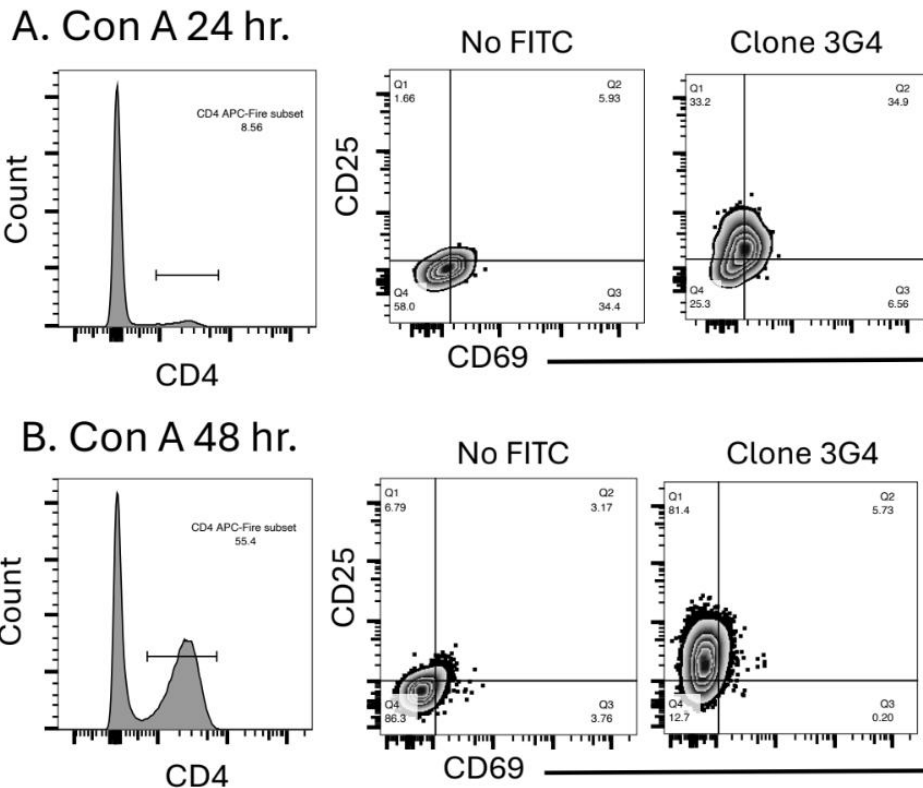 A. Con A 24 hr.
No FITC
Clone 3G4
Count
CD4 APC-Fire subset
8.56
CD4
CD25
Q1
1.66
Q2
5.93
Q4
58.0
Q3
34.4
Q1
33.2
Q2
34.9
Q4
25.3
Q3
6.56
CD69
B. Con A 48 hr.
No FITC
Clone 3G4
Count
CD4 APC-Fire subset
55.4
CD4
CD25
Q1
6.79
Q2
3.17
Q4
86.3
Q3
3.76
Q1
81.4
Q2
5.73
Q4
12.7
Q3
0.20
CD69